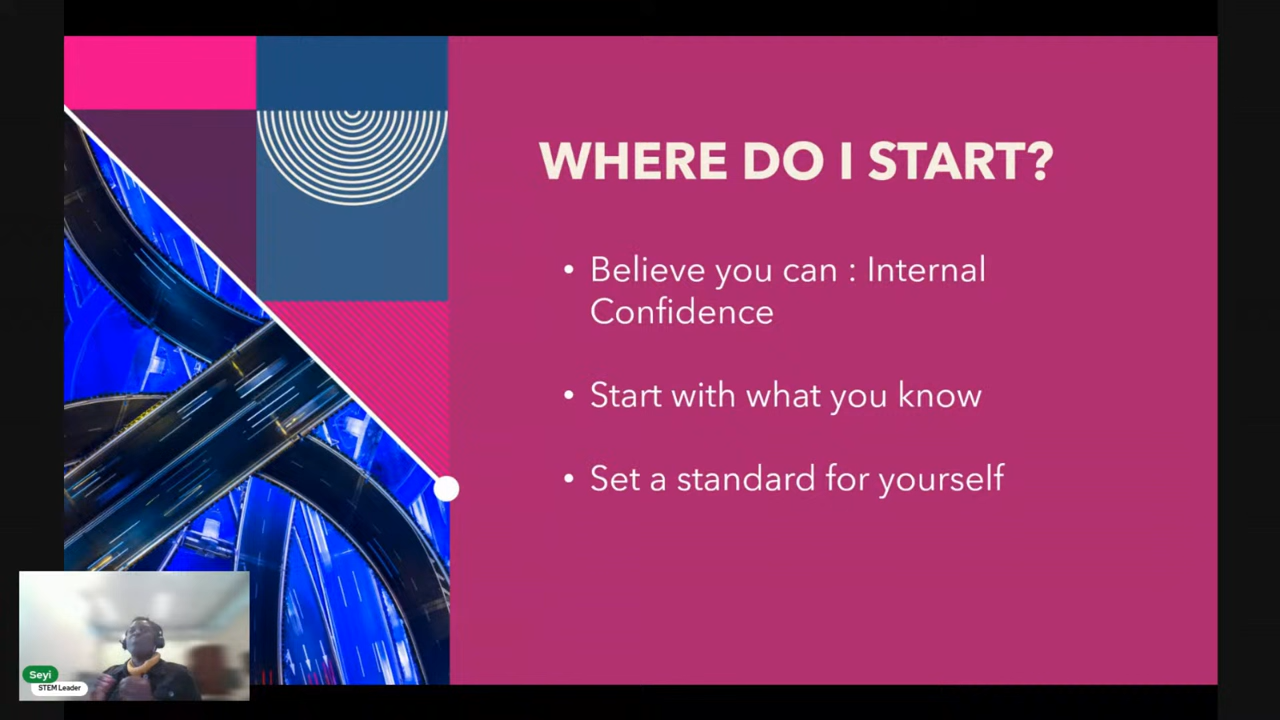 WHERE DO I START?
• Believe you can : Internal
Confidence
• Start with what you know
• Set a standard for yourself
Seyi
STEM Leader